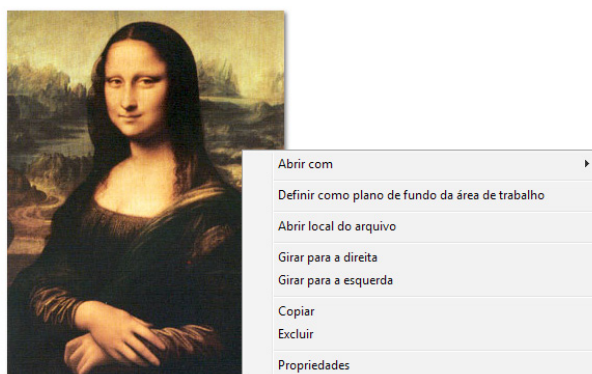 Abrir com
Definir como plano de fundo da área de trabalho
Abrir local do arquivo
Girar para a direita
Girar para a esquerda
Copiar
Excluir
Propriedades